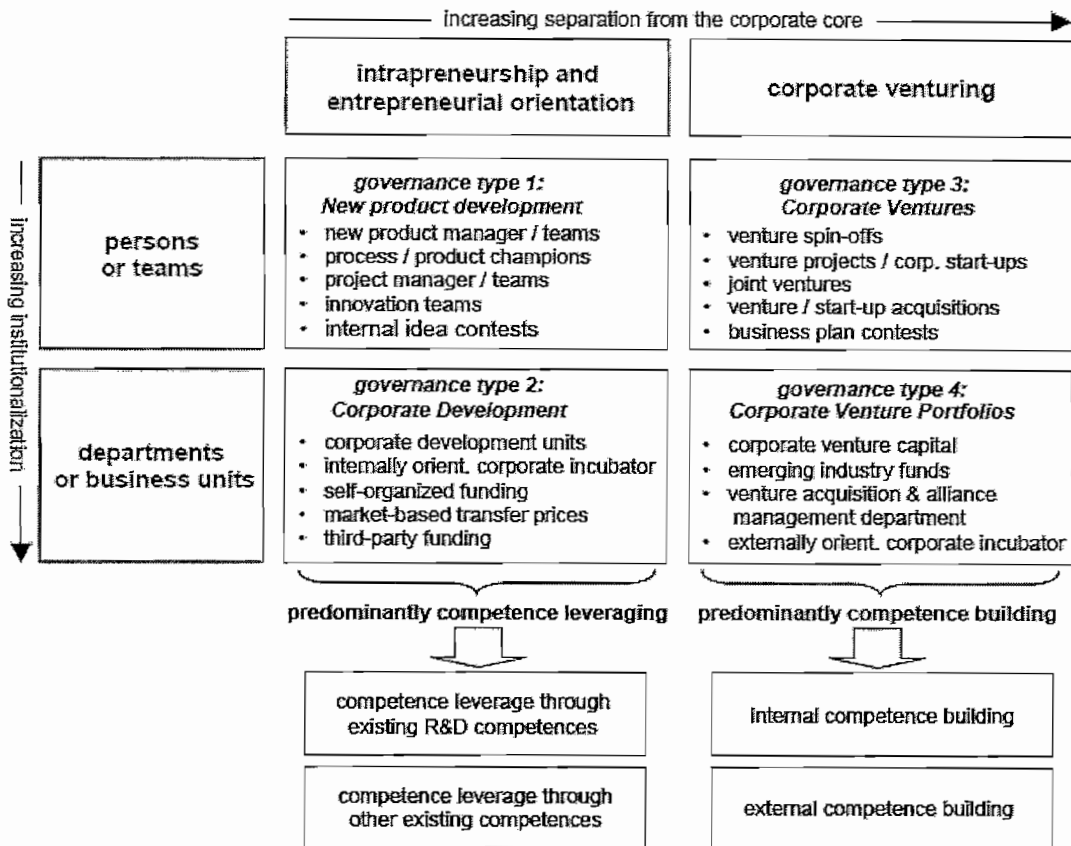 increasing separation from the corporate core
intrapreneurship and
entrepreneurial orientation
corporate venturing
increasing institutionalization
persons
or teams
governance type 1:
New product development
• new product manager / teams
• process / product champions
• project manager / teams
• innovation teams
• internal idea contests
governance type 3:
Corporate Ventures
• venture spin-offs
• venture projects / corp. start-ups
• joint ventures
• venture / start-up acquisitions
• business plan contests
departments
or business units
governance type 2:
Corporate Development
• corporate development units
• internally orient. corporate incubator
• self-organized funding
• market-based transfer prices
• third-party funding
governance type 4:
Corporate Venture Portfolios
• corporate venture capital
• emerging industry funds
• venture acquisition & alliance
management department
• externally orient. corporate incubator
predominantly competence leveraging
predominantly competence building
competence leverage through
existing R&D competences
internal competence building
competence leverage through
other existing competences
external competence building